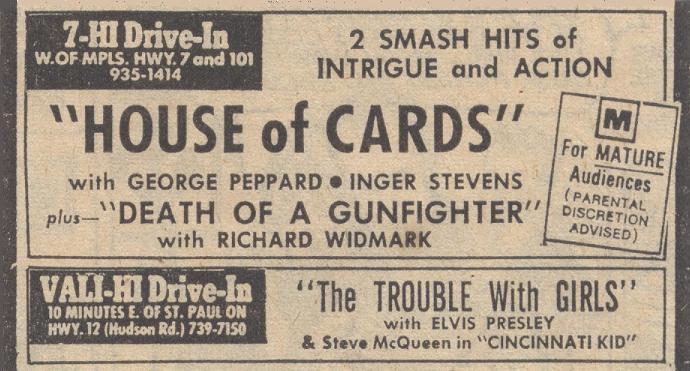 7-HI Drive-In
W. OF MPLS. HWY. 7 and 101
935-1414
2 SMASH HITS of
INTRIGUE and ACTION
"HOUSE of CARDS"
with GEORGE PEPPARD • INGER STEVENS
plus—"DEATH OF A GUNFIGHTER"
with RICHARD WIDMARK
M
For MATURE
Audiences
(PARENTAL
DISCRETION
ADVISED)
VALI-HI Drive-In
10 MINUTES E. OF ST. PAUL ON
HWY. 12 (Hudson Rd.) 739-7150
"The TROUBLE With GIRLS"
with ELVIS PRESLEY
& Steve McQueen in "CINCINNATI KID"